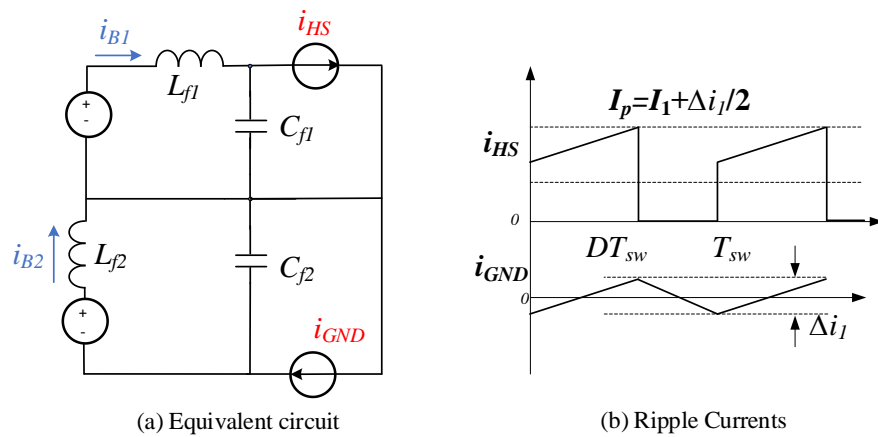 i_B1
L_f1
i_HS
+
-
C_f1
i_B2
L_f2
C_f2
+
-
i_GND
(a) Equivalent circuit
I_p=I_1+Δi_1/2
i_HS
0
DT_sw
T_sw
i_GND
0
Δi_1
(b) Ripple Currents